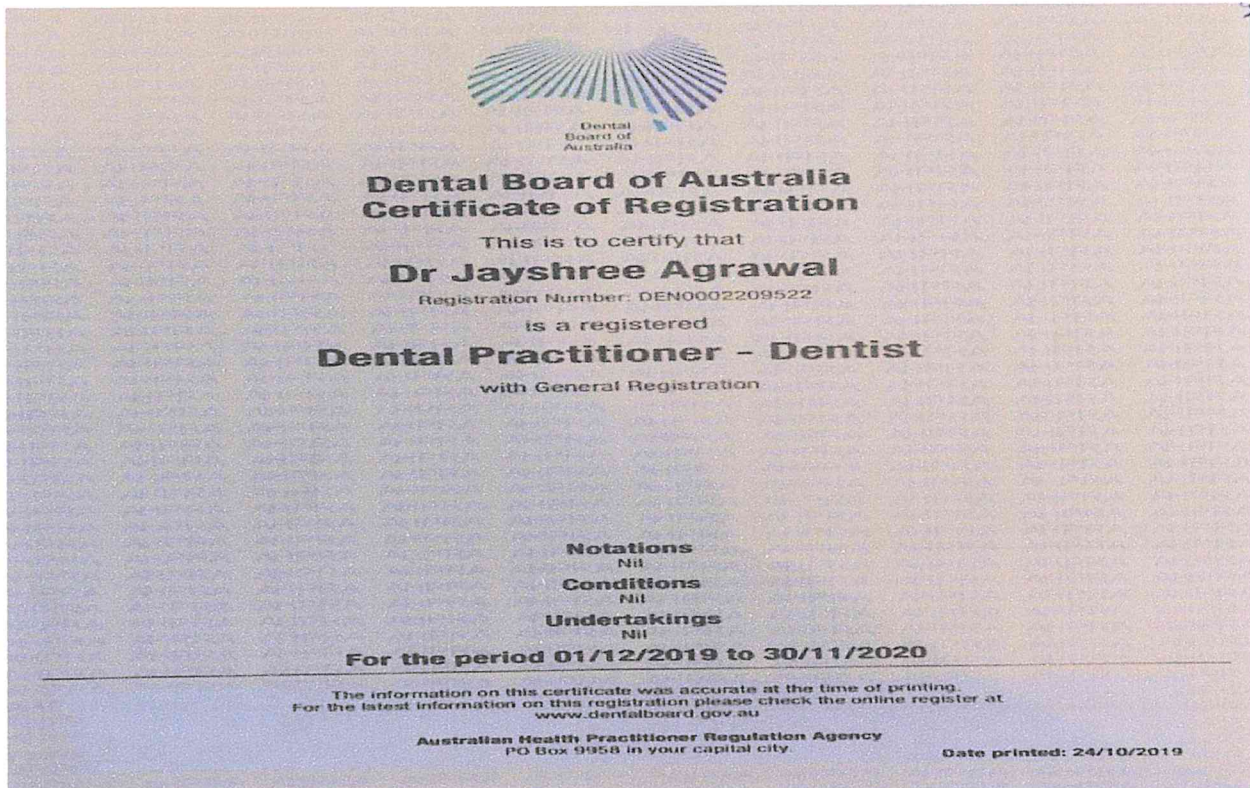 Dental
Board of
Australia
Dental Board of Australia
Certificate of Registration
This is to certify that
Dr Jayshree Agrawal
Registration Number: DEN0002209522
is a registered
Dental Practitioner - Dentist
with General Registration
Notations
Nil
Conditions
Nil
Undertakings
Nil
For the period 01/12/2019 to 30/11/2020
The information on this certificate was accurate at the time of printing.
For the latest information on this registration please check the online register at
www.dentalboard.gov.au
Australian Health Practitioner Regulation Agency
PO Box 9958 in your capital city.
Date printed: 24/10/2019